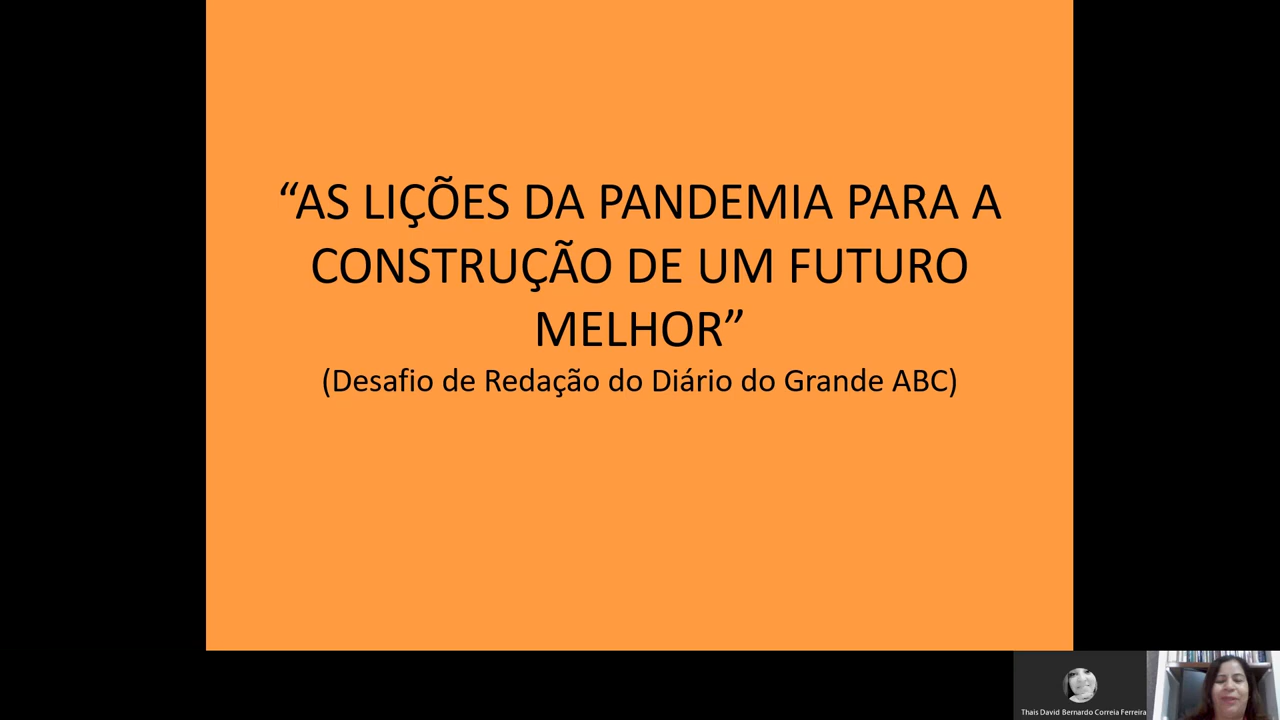 “AS LIÇÕES DA PANDEMIA PARA A
CONSTRUÇÃO DE UM FUTURO
MELHOR”
(Desafio de Redação do Diário do Grande ABC)
Thais David Bernardo Correia Ferreira